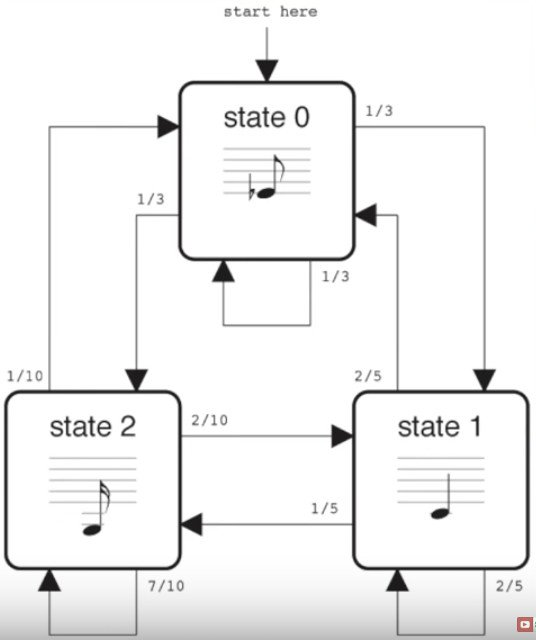 start here
state 0
1/3
1/3
1/3
1/10
2/5
state 2
2/10
state 1
1/5
7/10
2/5